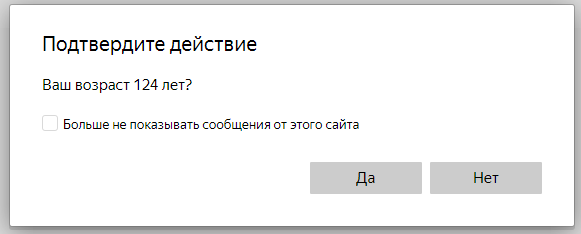 Подтвердите действие
Ваш возраст 124 лет?
Больше не показывать сообщения от этого сайта
Да Нет